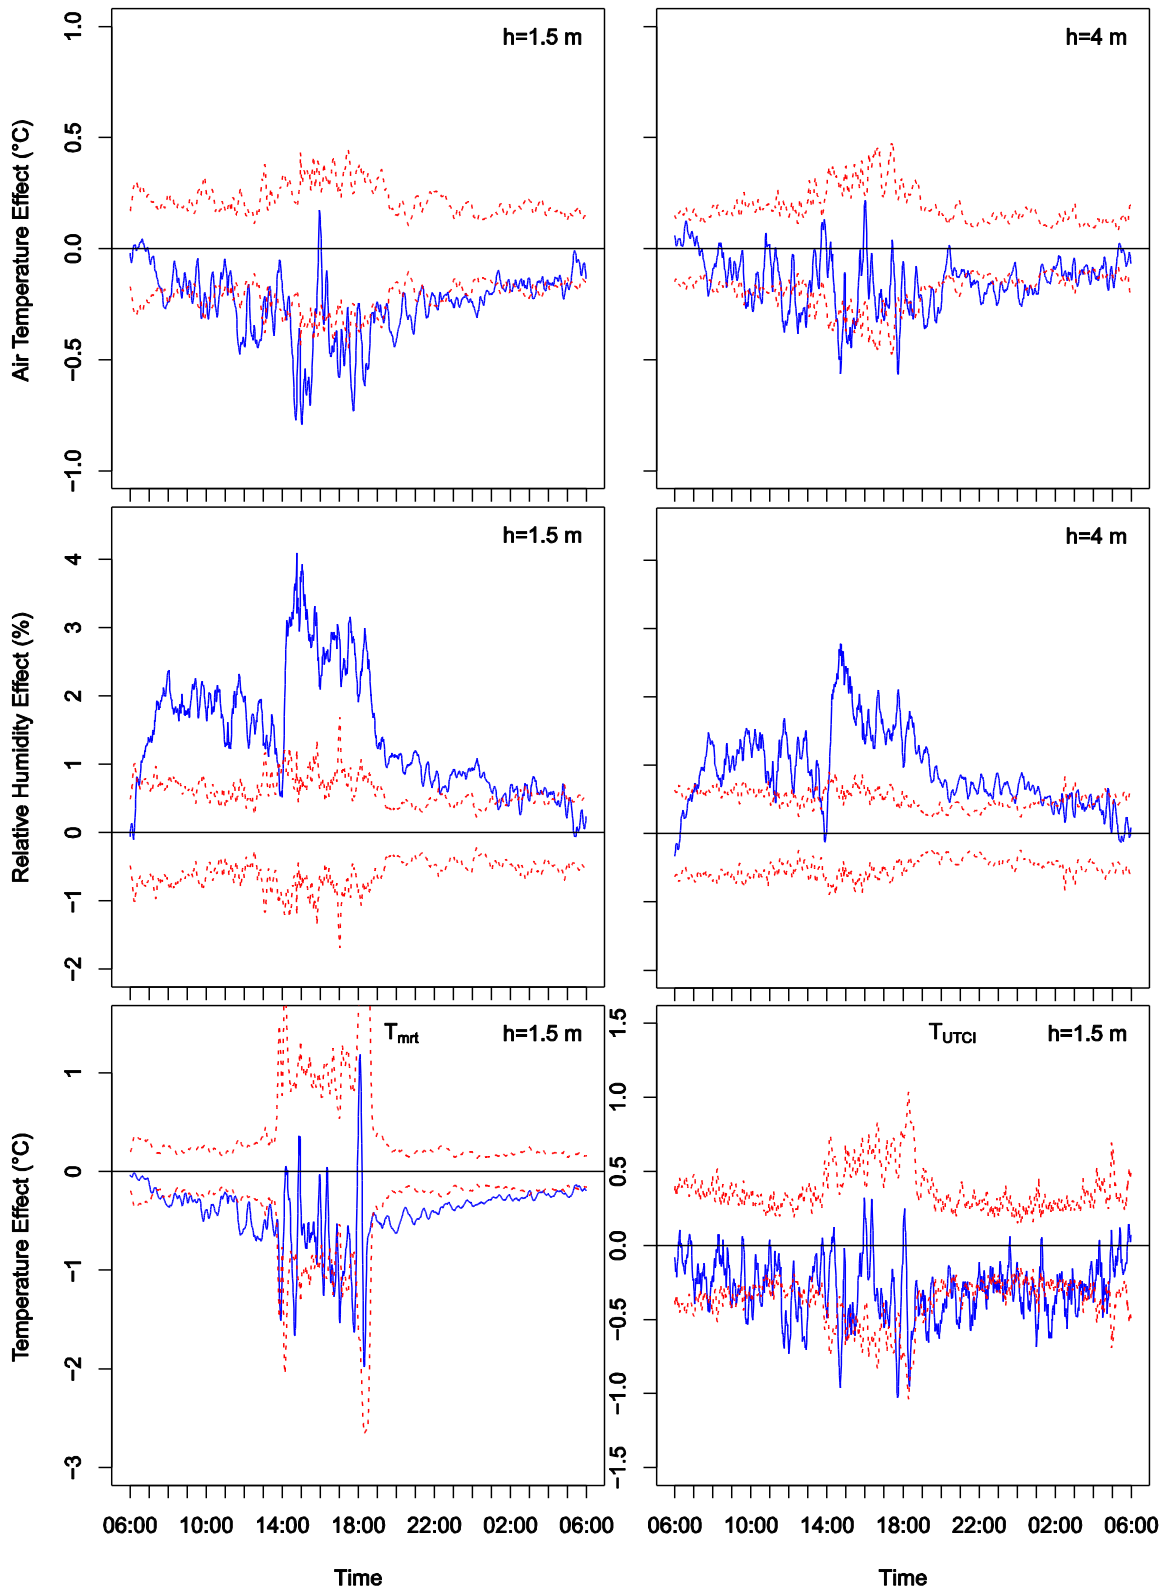 h=1.5 m
h=4 m
Air Temperature Effect (°C)
1.0
0.5
0.0
−0.5
−1.0
h=1.5 m
h=4 m
Relative Humidity Effect (%)
4
3
2
1
0
−1
−2
Tmrt
h=1.5 m
TUTCI
h=1.5 m
Temperature Effect (°C)
1
0
−1
−2
−3
1.5
1.0
0.5
0.0
−0.5
−1.0
−1.5
06:00 10:00 14:00 18:00 22:00 02:00 06:00
06:00 10:00 14:00 18:00 22:00 02:00 06:00
Time
Time